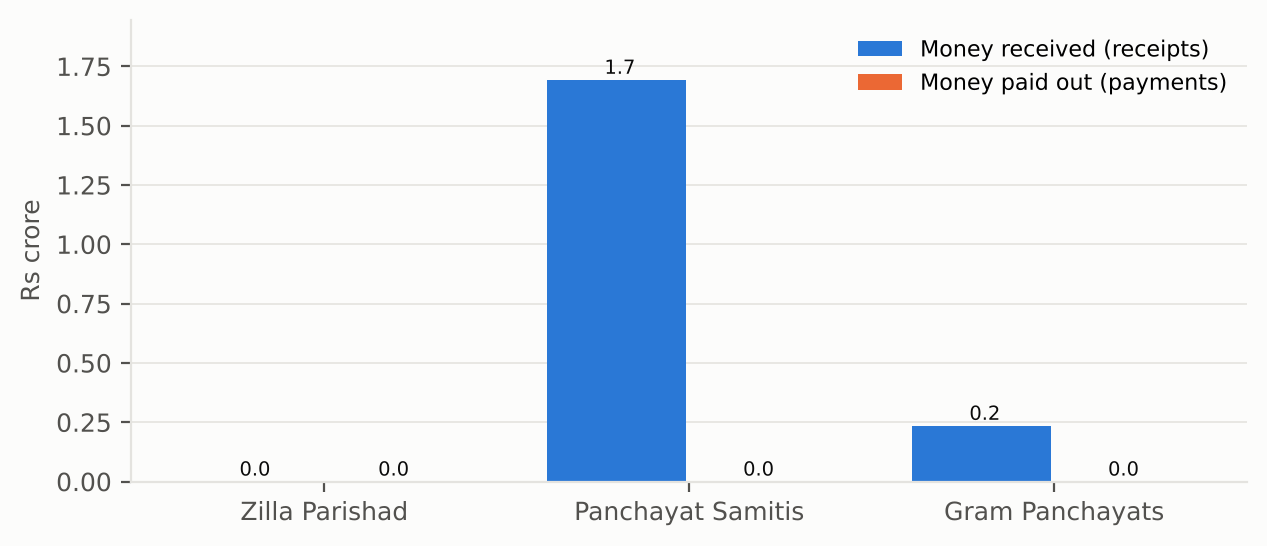 Money received (receipts)
Money paid out (payments)
Rs crore
1.75
1.50
1.25
1.00
0.75
0.50
0.25
0.00
0.0
0.0
1.7
0.0
0.2
0.0
Zilla Parishad
Panchayat Samitis
Gram Panchayats